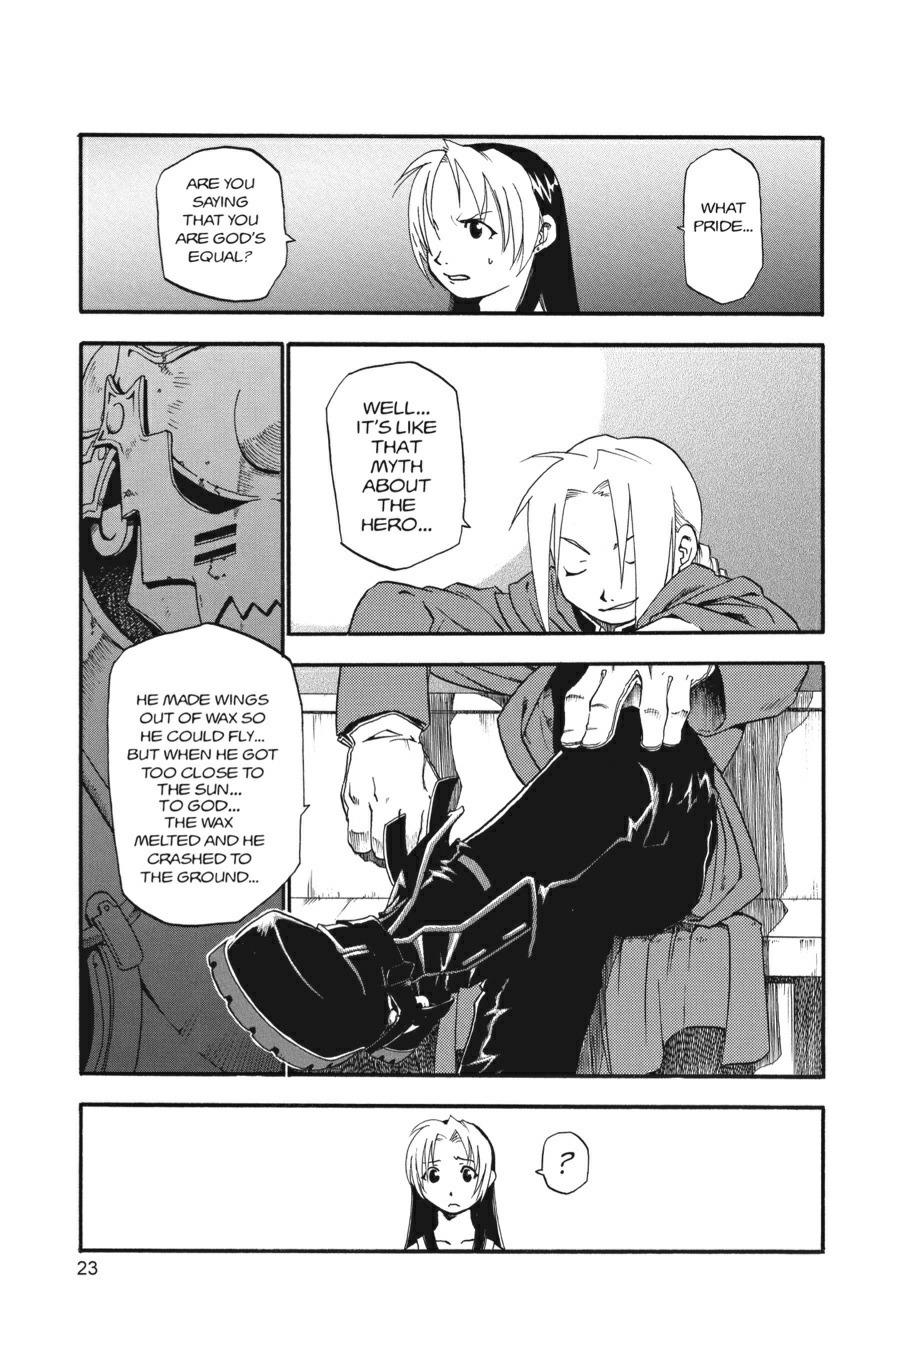 WHAT
PRIDE...
ARE YOU
SAYING
THAT YOU
ARE GOD'S
EQUAL?
WELL...
IT'S LIKE
THAT
MYTH
ABOUT
THE
HERO...
HE MADE WINGS
OUT OF WAX SO
HE COULD FLY...
BUT WHEN HE GOT
TOO CLOSE TO
THE SUN...
TO GOD...
THE WAX
MELTED AND HE
CRASHED TO
THE GROUND...
?
23